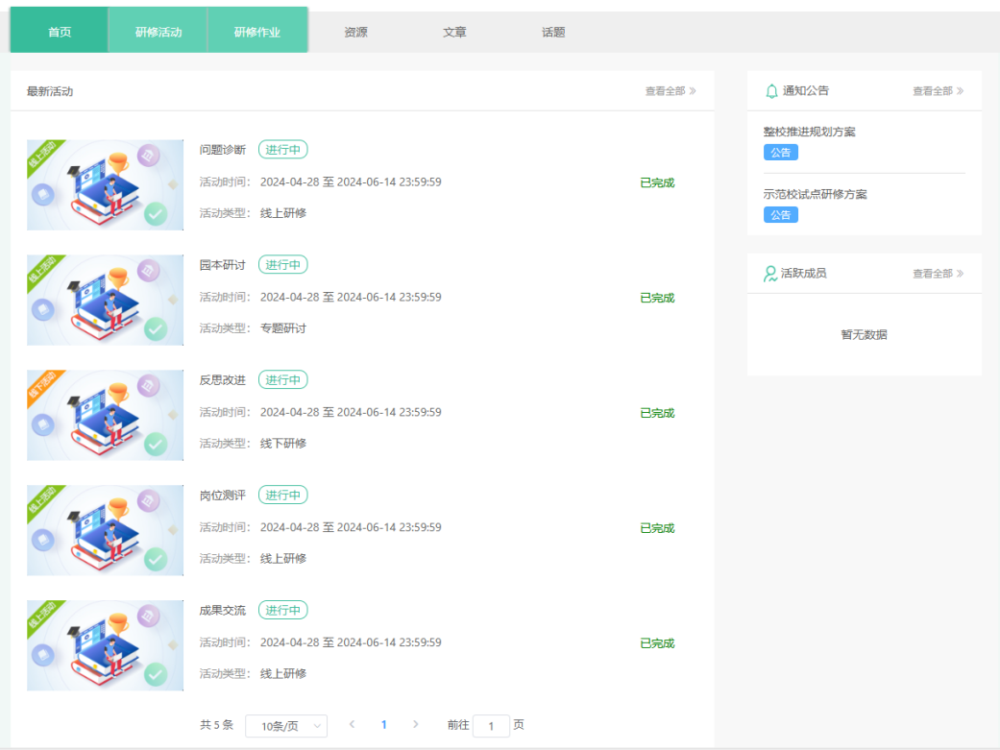 首页 研修活动 研修作业 资源 文章 话题
最新活动 查看全部
线上活动
问题诊断 进行中
活动时间： 2024-04-28 至 2024-06-14 23:59:59 已完成
活动类型： 线上研修
线上活动
园本研讨 进行中
活动时间： 2024-04-28 至 2024-06-14 23:59:59 已完成
活动类型： 专题研讨
线下活动
反思改进 进行中
活动时间： 2024-04-28 至 2024-06-14 23:59:59 已完成
活动类型： 线下研修
线上活动
岗位测评 进行中
活动时间： 2024-04-28 至 2024-06-14 23:59:59 已完成
活动类型： 线上研修
线上活动
成果交流 进行中
活动时间： 2024-04-28 至 2024-06-14 23:59:59 已完成
活动类型： 线上研修
共 5 条 10条/页 1 前往 1 页
通知公告 查看全部
整校推进规划方案
公告
示范校试点研修方案
公告
活跃成员 查看全部
暂无数据